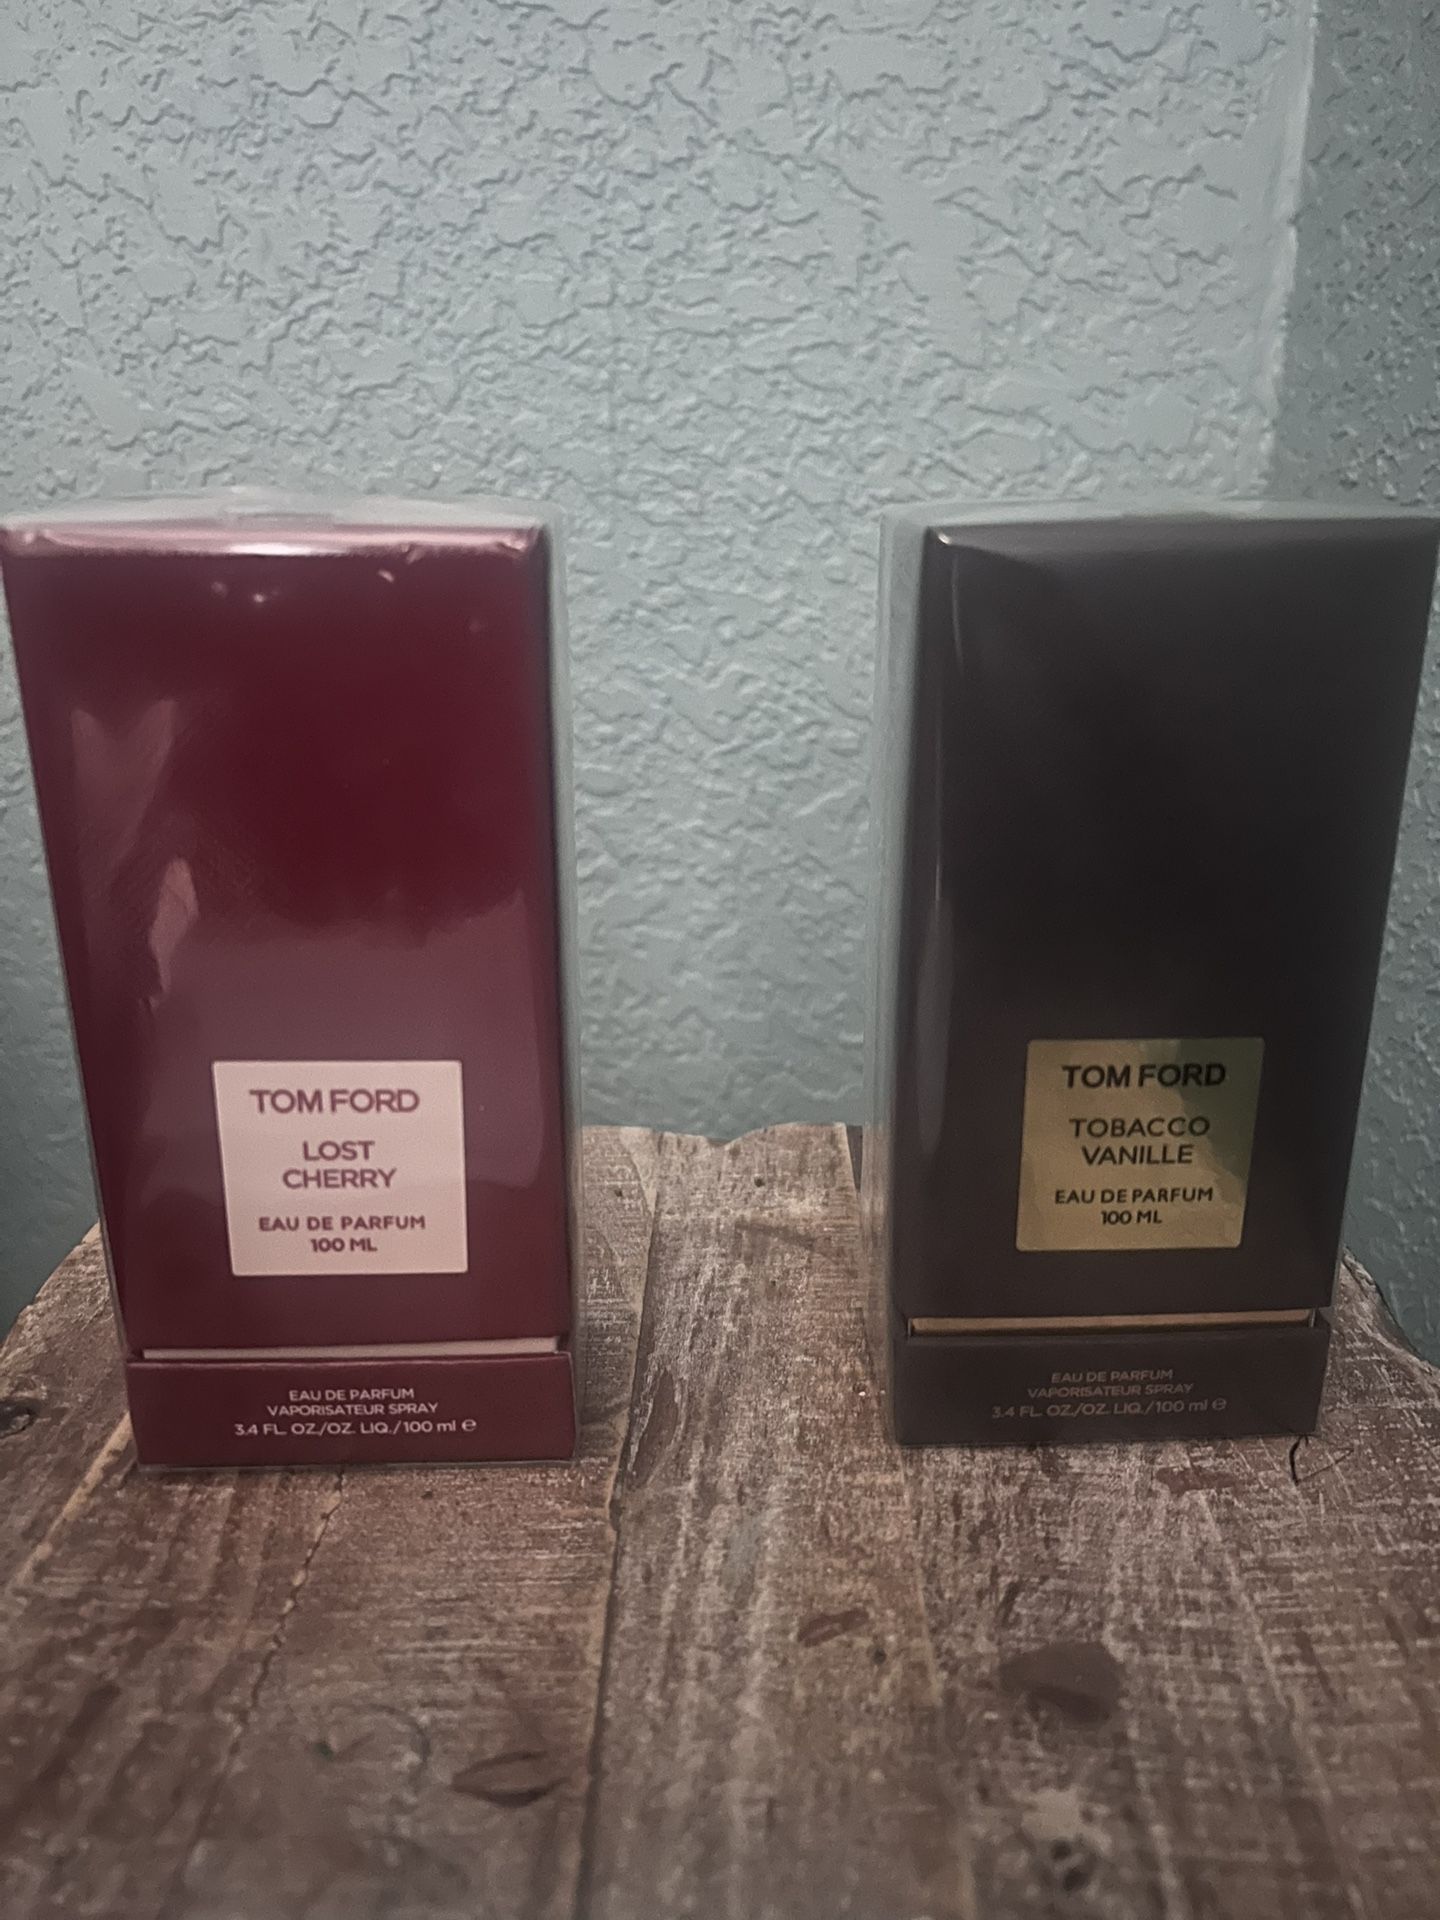 TOM FORD
LOST
CHERRY
EAU DE PARFUM
100 ML
EAU DE PARFUM
VAPORISATEUR SPRAY
3.4 FL. OZ./OZ. LIQ./100 ml ℮
TOM FORD
TOBACCO
VANILLE
EAU DE PARFUM
100 ML
EAU DE PARFUM
VAPORISATEUR SPRAY
3.4 FL. OZ./OZ. LIQ./100 ml ℮